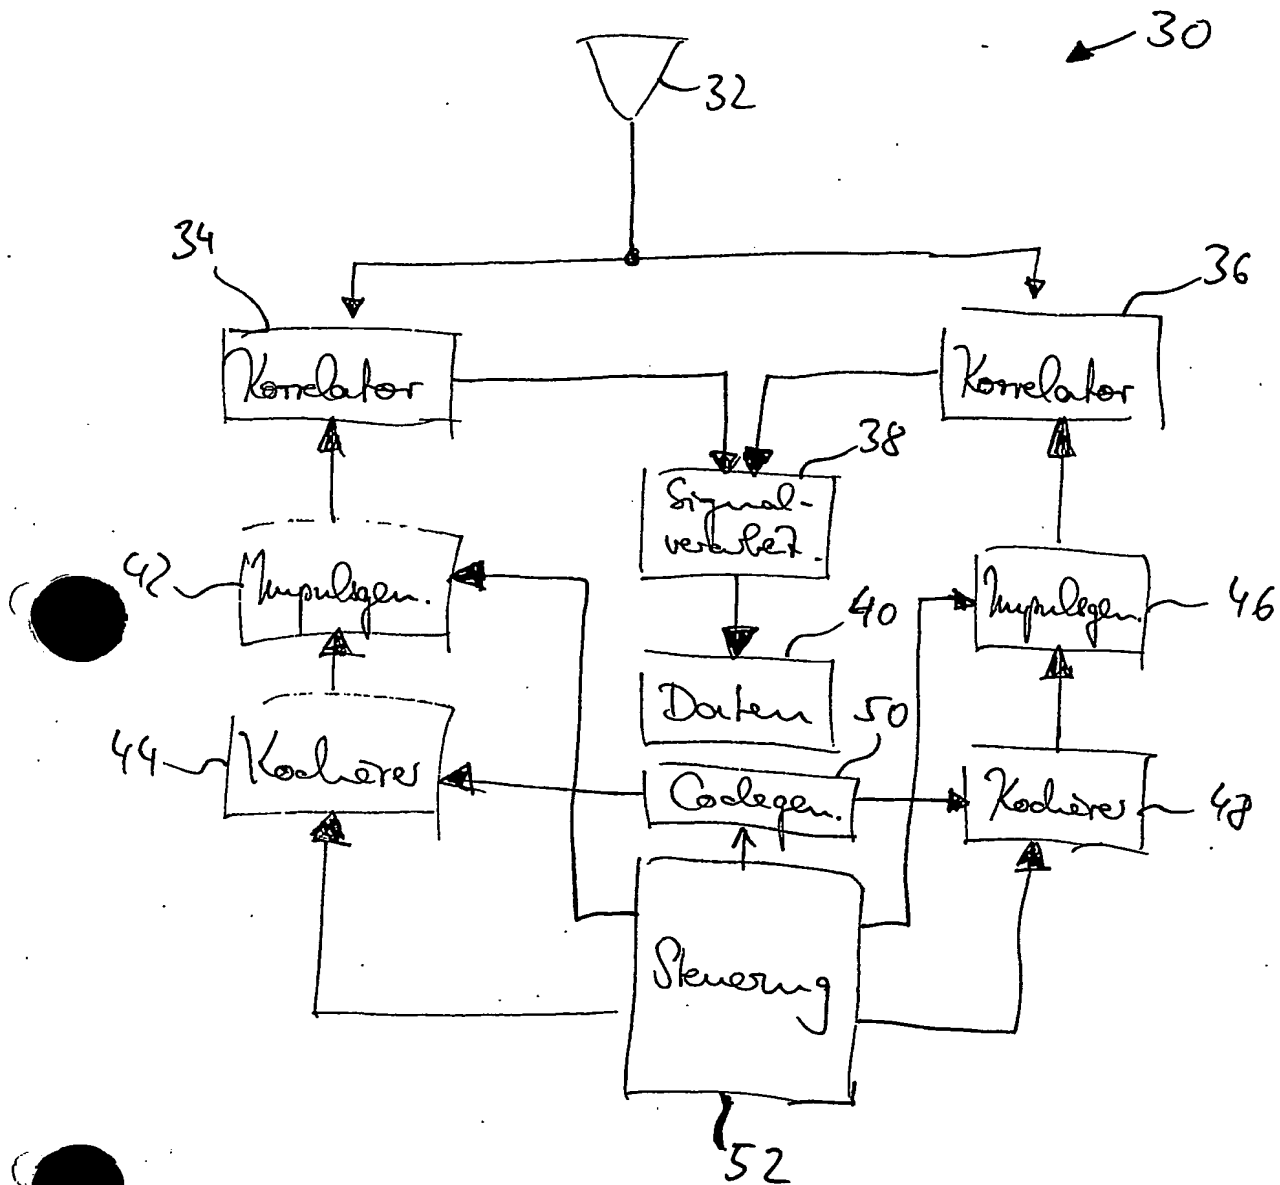 30
32
34
36
Korrelator
Korrelator
38
Signal-
verarbeit.
42
Impulsgen.
Impulsgen.
46
40
Daten
50
44
Kodierer
Codegen.
Kodierer
48
Steuerung
52